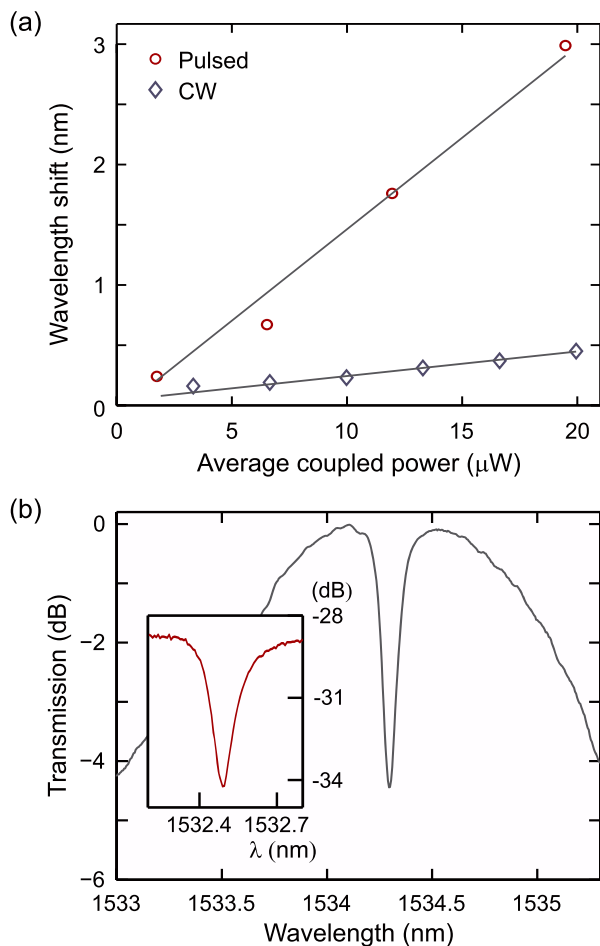 (a)
3
2
1
0
Wavelength shift (nm)
Pulsed
CW
0 5 10 15 20
Average coupled power (μW)
(b)
0
-2
-4
-6
Transmission (dB)
(dB)
-28
-31
-34
1532.4 1532.7
λ (nm)
1533 1533.5 1534 1534.5 1535
Wavelength (nm)